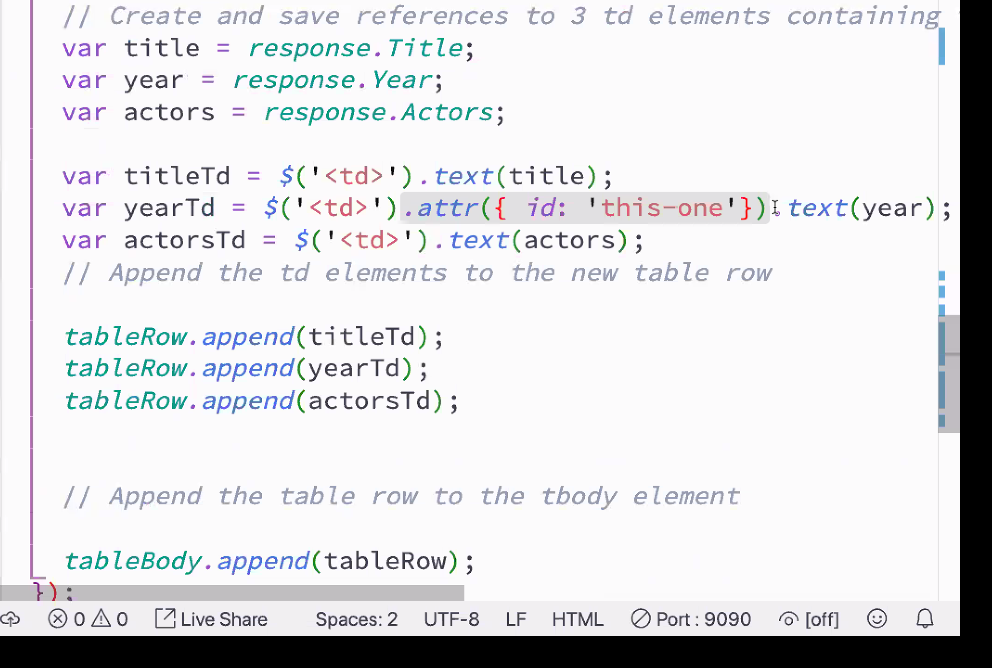 // Create and save references to 3 td elements containing
var title = response.Title;
var year = response.Year;
var actors = response.Actors;
var titleTd = $('<td>').text(title);
var yearTd = $('<td>').attr({ id: 'this-one'}).text(year);
var actorsTd = $('<td>').text(actors);
// Append the td elements to the new table row
tableRow.append(titleTd);
tableRow.append(yearTd);
tableRow.append(actorsTd);
// Append the table row to the tbody element
tableBody.append(tableRow);
});
0 0 Live Share Spaces: 2 UTF-8 LF HTML Port : 9090 [off]